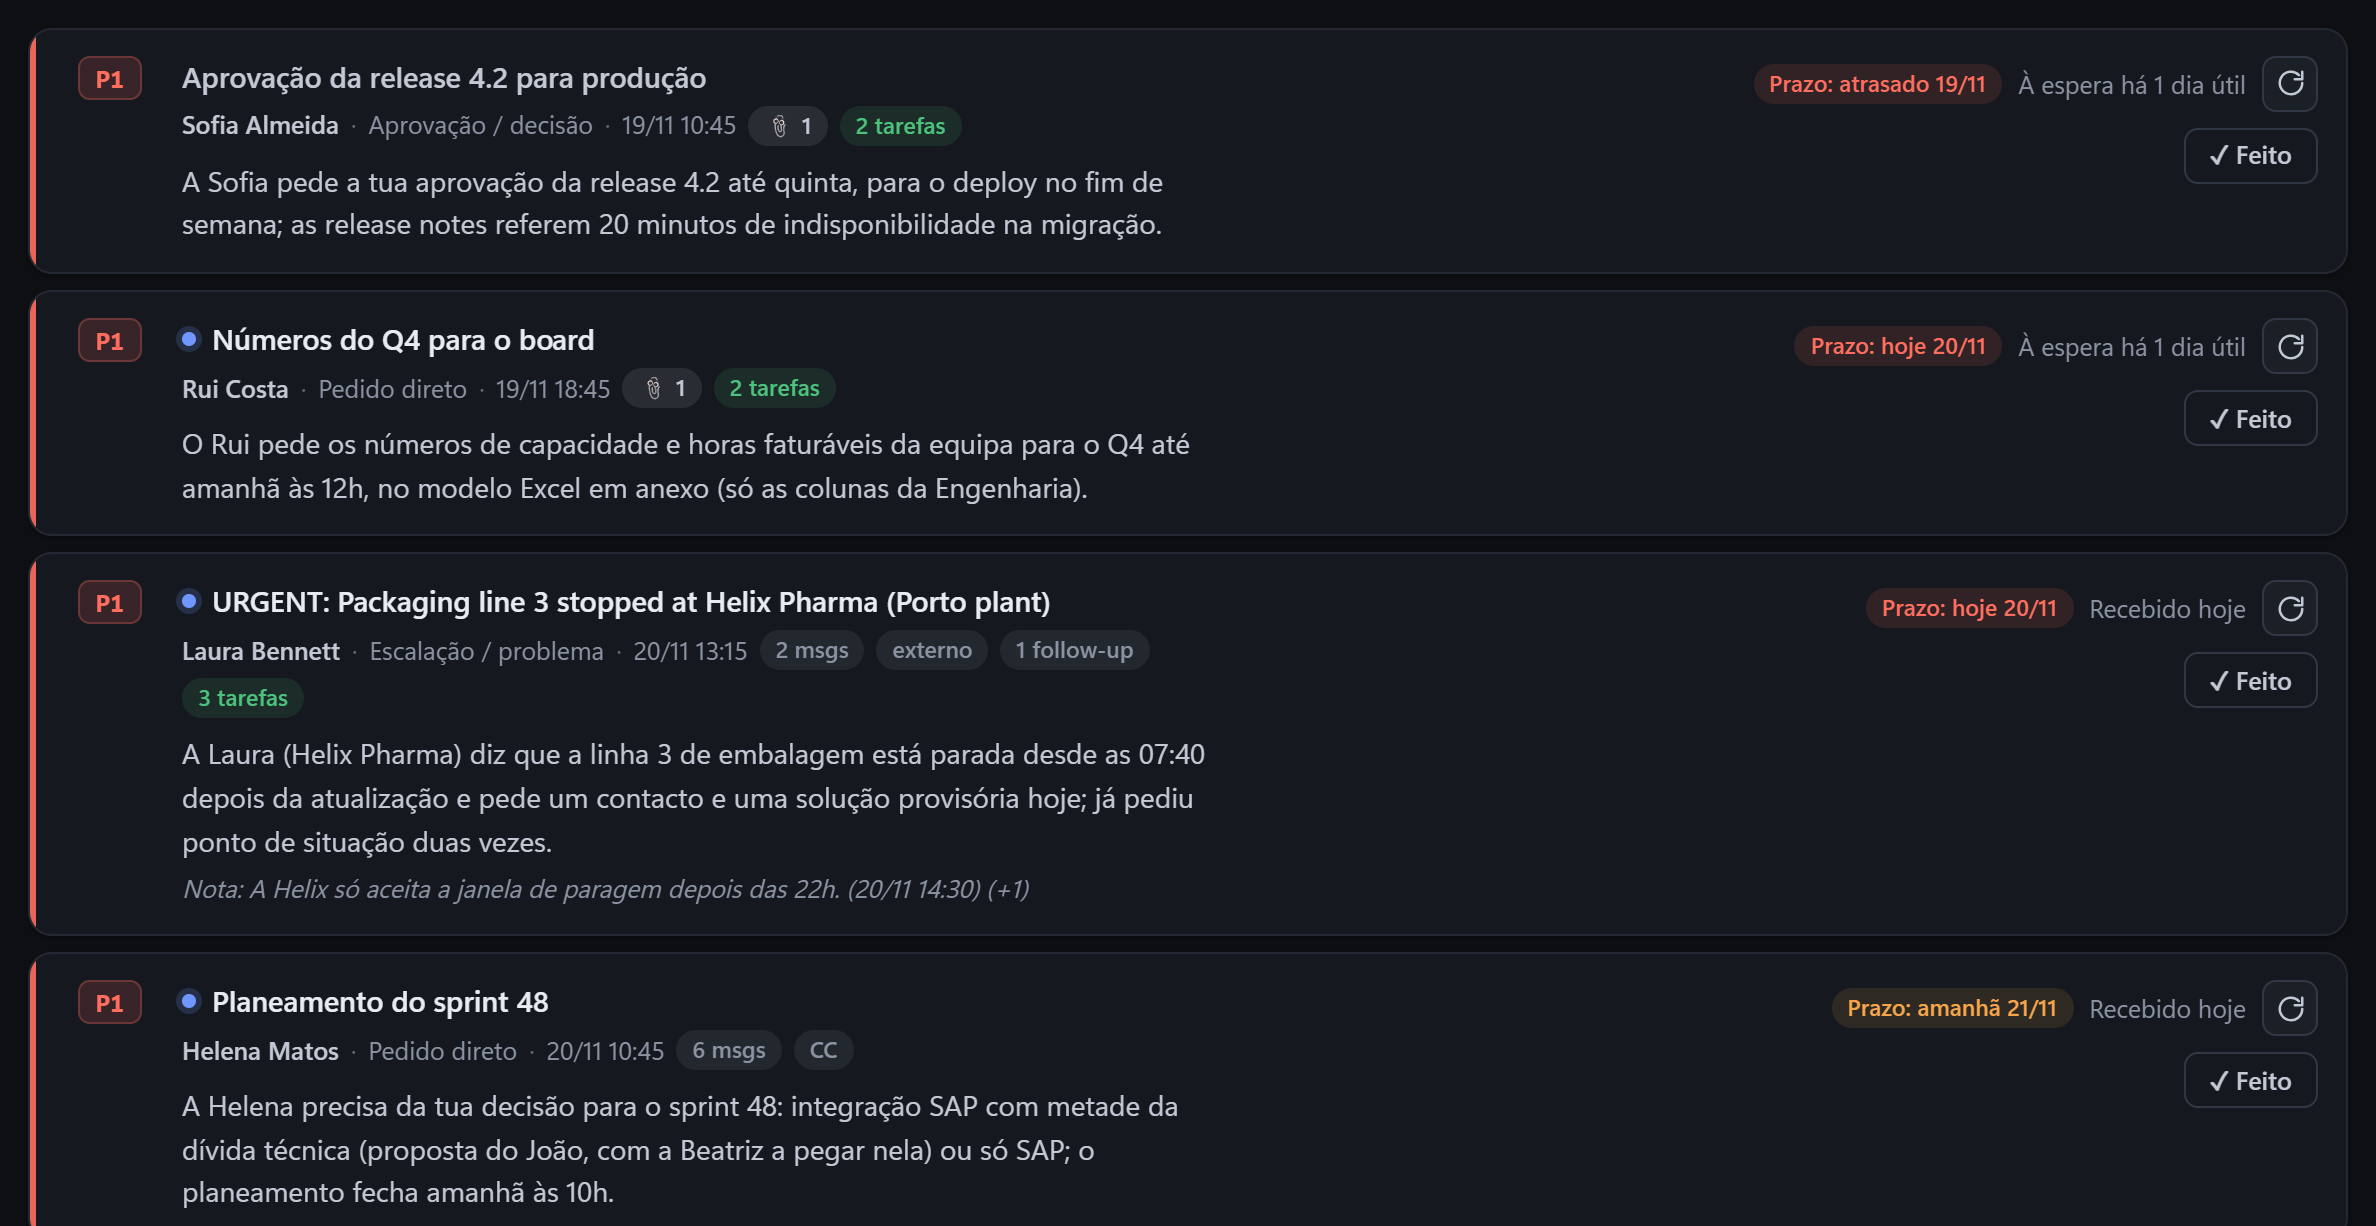 P1 Aprovação da release 4.2 para produção Prazo: atrasado 19/11 À espera há 1 dia útil
Sofia Almeida · Aprovação / decisão · 19/11 10:45 1 2 tarefas
✓ Feito
A Sofia pede a tua aprovação da release 4.2 até quinta, para o deploy no fim de
semana; as release notes referem 20 minutos de indisponibilidade na migração.
P1 Números do Q4 para o board Prazo: hoje 20/11 À espera há 1 dia útil
Rui Costa · Pedido direto · 19/11 18:45 1 2 tarefas
✓ Feito
O Rui pede os números de capacidade e horas faturáveis da equipa para o Q4 até
amanhã às 12h, no modelo Excel em anexo (só as colunas da Engenharia).
P1 URGENT: Packaging line 3 stopped at Helix Pharma (Porto plant) Prazo: hoje 20/11 Recebido hoje
Laura Bennett · Escalação / problema · 20/11 13:15 2 msgs externo 1 follow-up
✓ Feito
3 tarefas
A Laura (Helix Pharma) diz que a linha 3 de embalagem está parada desde as 07:40
depois da atualização e pede um contacto e uma solução provisória hoje; já pediu
ponto de situação duas vezes.
Nota: A Helix só aceita a janela de paragem depois das 22h. (20/11 14:30) (+1)
P1 Planeamento do sprint 48 Prazo: amanhã 21/11 Recebido hoje
Helena Matos · Pedido direto · 20/11 10:45 6 msgs CC
✓ Feito
A Helena precisa da tua decisão para o sprint 48: integração SAP com metade da
dívida técnica (proposta do João, com a Beatriz a pegar nela) ou só SAP; o
planeamento fecha amanhã às 10h.